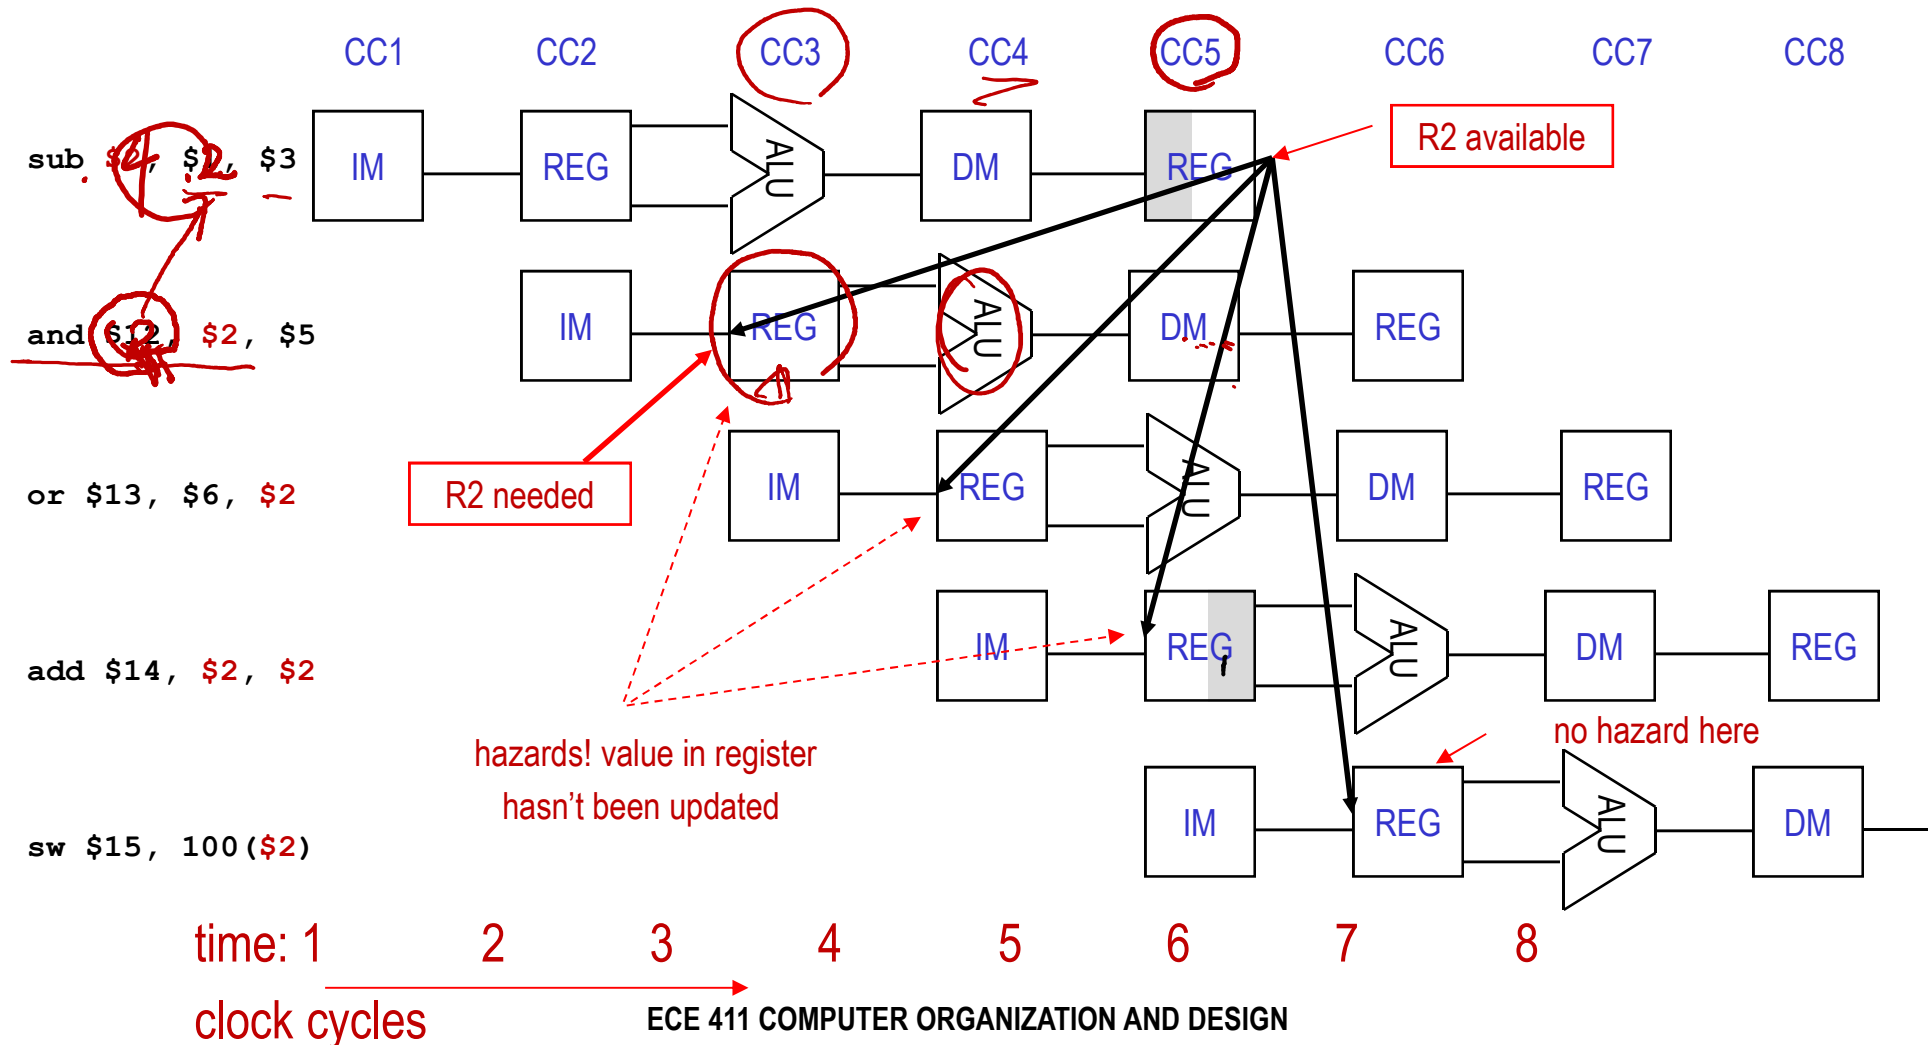 CC1 CC2 CC3 CC4 CC5 CC6 CC7 CC8
R2 available
sub $2, $1, $3 IM REG ALU DM REG
and $12, $2, $5 IM REG ALU DM REG
R2 needed
or $13, $6, $2 IM REG ALU DM REG
add $14, $2, $2 IM REG ALU DM REG
no hazard here
hazards! value in register
hasn't been updated
sw $15, 100($2) IM REG ALU DM
time: 1 2 3 4 5 6 7 8
clock cycles
ECE 411 COMPUTER ORGANIZATION AND DESIGN